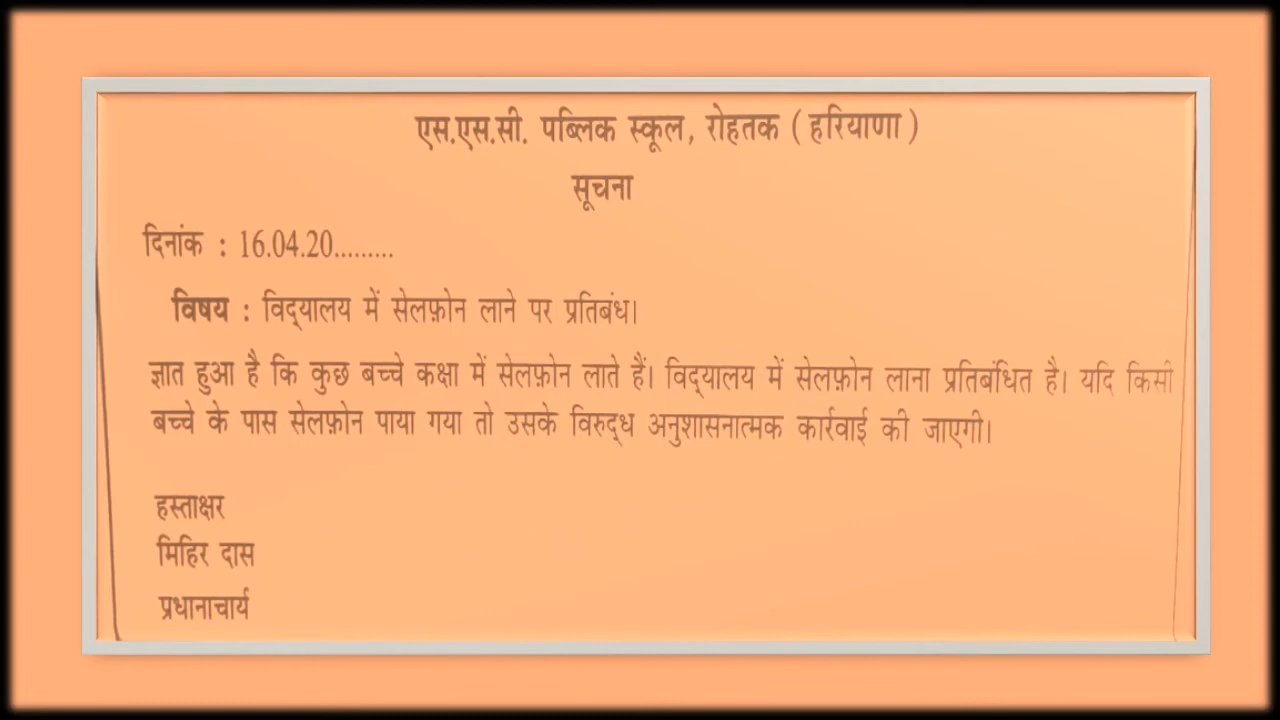 एस.एस.सी. पब्लिक स्कूल, रोहतक ( हरियाणा )
सूचना
दिनांक : 16.04.20.........
विषय : विद्यालय में सेलफ़ोन लाने पर प्रतिबंध।
ज्ञात हुआ है कि कुछ बच्चे कक्षा में सेलफ़ोन लाते हैं। विद्यालय में सेलफ़ोन लाना प्रतिबंधित है। यदि किसी
बच्चे के पास सेलफ़ोन पाया गया तो उसके विरुद्ध अनुशासनात्मक कार्रवाई की जाएगी।
हस्ताक्षर
मिहिर दास
प्रधानाचार्य